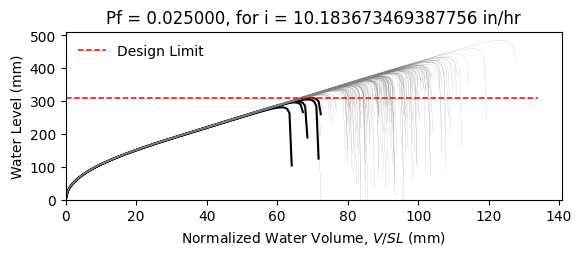 Pf = 0.025000, for i = 10.183673469387756 in/hr
500
400
300
200
100
0
Water Level (mm)
Design Limit
0 20 40 60 80 100 120 140
Normalized Water Volume, V/SL (mm)